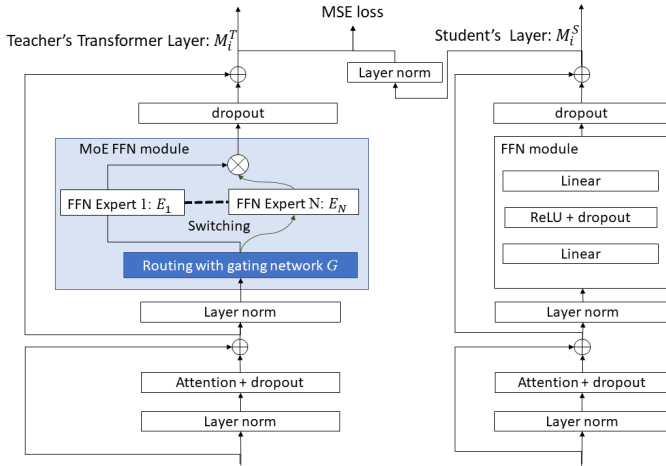 MSE loss
Teacher's Transformer Layer: M_i^T
Student's Layer: M_i^S
Layer norm
dropout
dropout
MoE FFN module
FFN module
FFN Expert 1: E_1
FFN Expert N: E_N
Switching
Linear
ReLU + dropout
Linear
Routing with gating network G
Layer norm
Layer norm
Attention + dropout
Attention + dropout
Layer norm
Layer norm